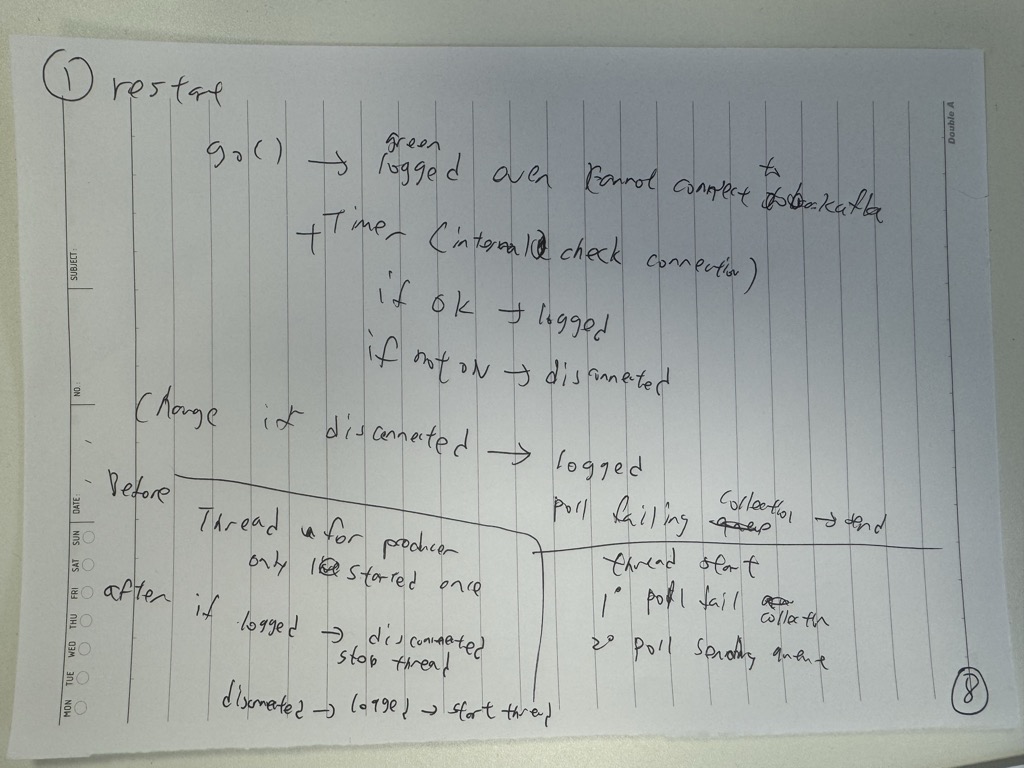 ① restart
go() → green logged even cannot connect to kafka
+ Timer (internal check connection)
if ok → logged
if not ok → disconnected
Change if disconnected → logged
Before
Thread for producer only started once
after
if logged → disconnected
stop thread
disconnected → logged → start thread
poll failing collection → send
thread start
1° poll fail collection
2° poll sending queue
⑧
Double A
SUBJECT:
NO:
DATE:
MON TUE WED THU FRI SAT SUN